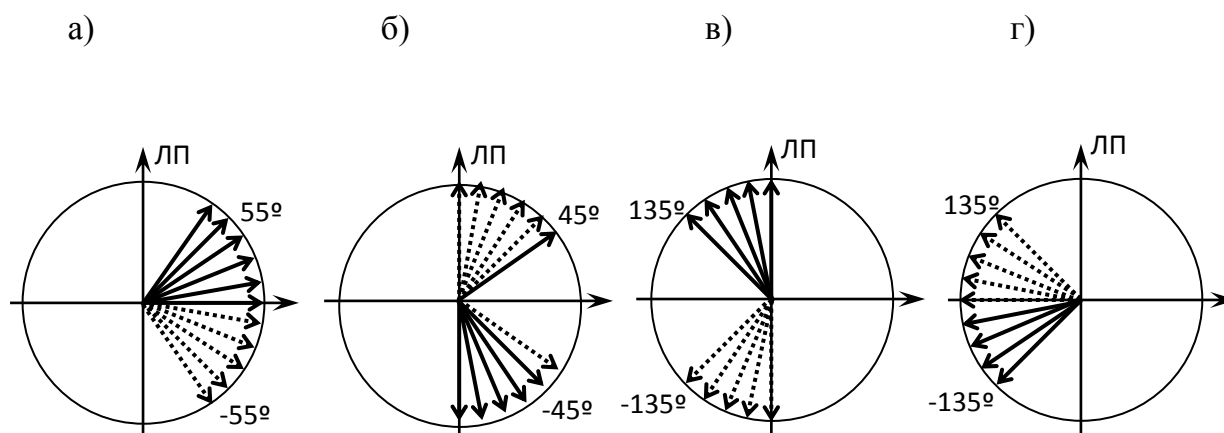 а) б) в) г)
ЛП ЛП ЛП ЛП
55º 45º 135º 135º
-55º -45º -135º -135º